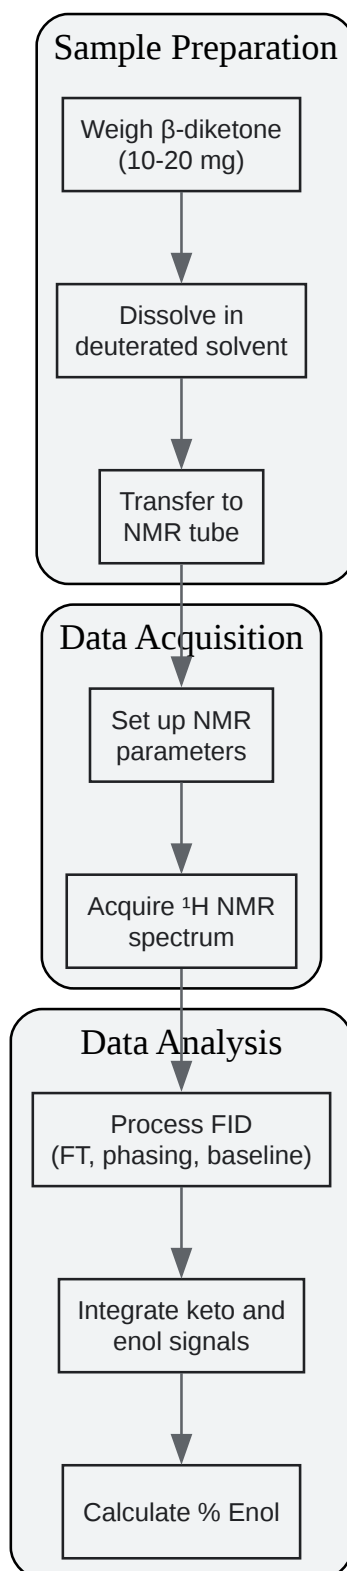 Sample Preparation
Weigh β-diketone
(10-20 mg)
Dissolve in
deuterated solvent
Transfer to
NMR tube
Data Acquisition
Set up NMR
parameters
Acquire ¹H NMR
spectrum
Data Analysis
Process FID
(FT, phasing, baseline)
Integrate keto and
enol signals
Calculate % Enol